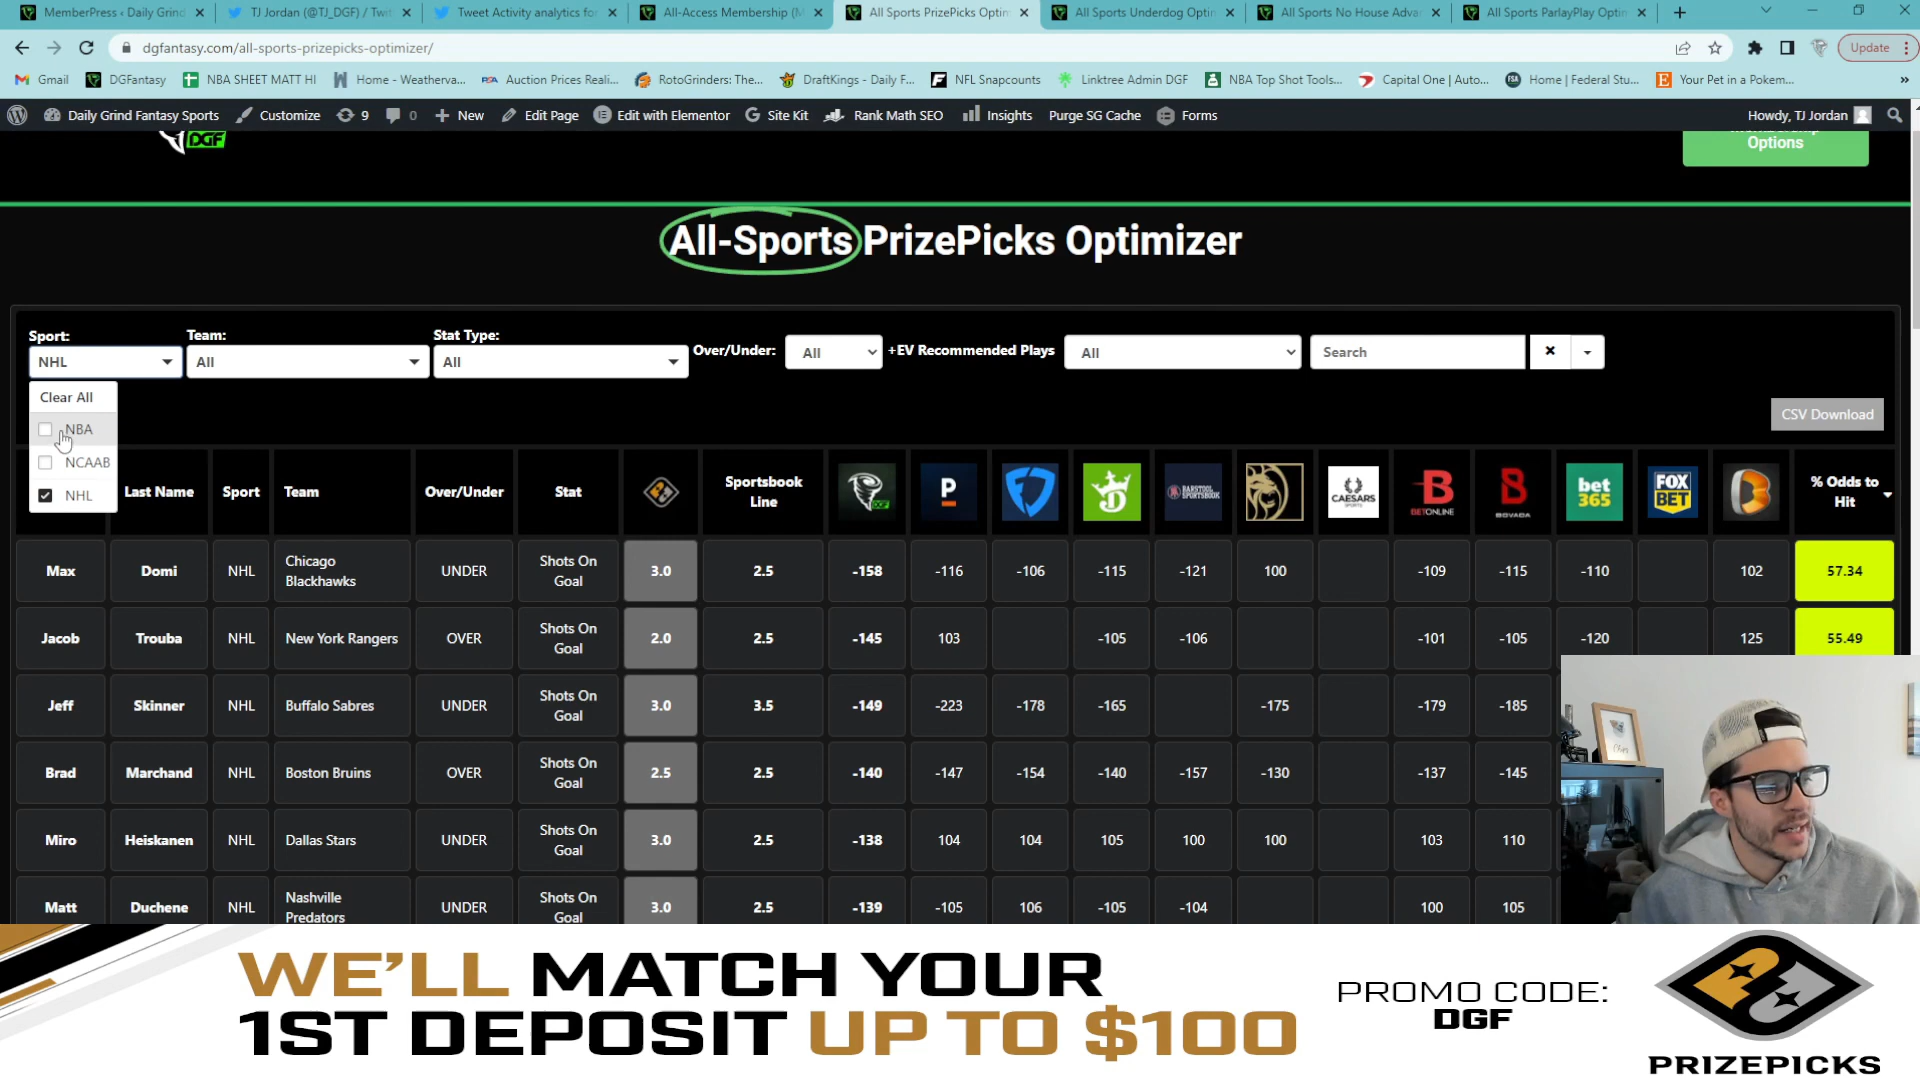 MemberPress ‹ Daily Grind
TJ Jordan (@TJ_DGF) / Twit
Tweet Activity analytics for
All-Access Membership (M
All Sports PrizePicks Optim
All Sports Underdog Opti
All Sports No House Adva
All Sports ParlayPlay Optim
dgfantasy.com/all-sports-prizepicks-optimizer/
Update
Gmail
DGFantasy
NBA SHEET MATT HI
Home - Weatherva...
Auction Prices Reali...
RotoGrinders: The...
DraftKings - Daily F...
NFL Snapcounts
Linktree Admin DGF
NBA Top Shot Tools...
Capital One | Auto...
Home | Federal Stu...
Your Pet in a Pokem...
Daily Grind Fantasy Sports
Customize
9
0
New
Edit Page
Edit with Elementor
Site Kit
Rank Math SEO
Insights
Purge SG Cache
Forms
Howdy, TJ Jordan
DGF
Membership
Options
All-Sports PrizePicks Optimizer
Sport:
Team:
Stat Type:
NHL
All
All
Over/Under:
All
+EV Recommended Plays
All
Search
Clear All
NBA
NCAAB
NHL
CSV Download
Last Name
Sport
Team
Over/Under
Stat
Sportsbook Line
DGF
P
BARSTOOL SPORTSBOOK
CAESARS SPORTS
B BETONLINE
B BOVADA
bet365
FOX BET
% Odds to Hit
Max Domi NHL Chicago Blackhawks UNDER Shots On Goal 3.0 2.5 -158 -116 -106 -115 -121 100 -109 -115 -110 102 57.34
Jacob Trouba NHL New York Rangers OVER Shots On Goal 2.0 2.5 -145 103 -105 -106 -101 -105 -120 125 55.49
Jeff Skinner NHL Buffalo Sabres UNDER Shots On Goal 3.0 3.5 -149 -223 -178 -165 -175 -179 -185
Brad Marchand NHL Boston Bruins OVER Shots On Goal 2.5 2.5 -140 -147 -154 -140 -157 -130 -137 -145
Miro Heiskanen NHL Dallas Stars UNDER Shots On Goal 3.0 2.5 -138 104 104 105 100 100 103 110
Matt Duchene NHL Nashville Predators UNDER Shots On Goal 3.0 2.5 -139 -105 106 -105 -104 100 105
WE'LL MATCH YOUR
1ST DEPOSIT UP TO $100
PROMO CODE:
DGF
PRIZEPICKS